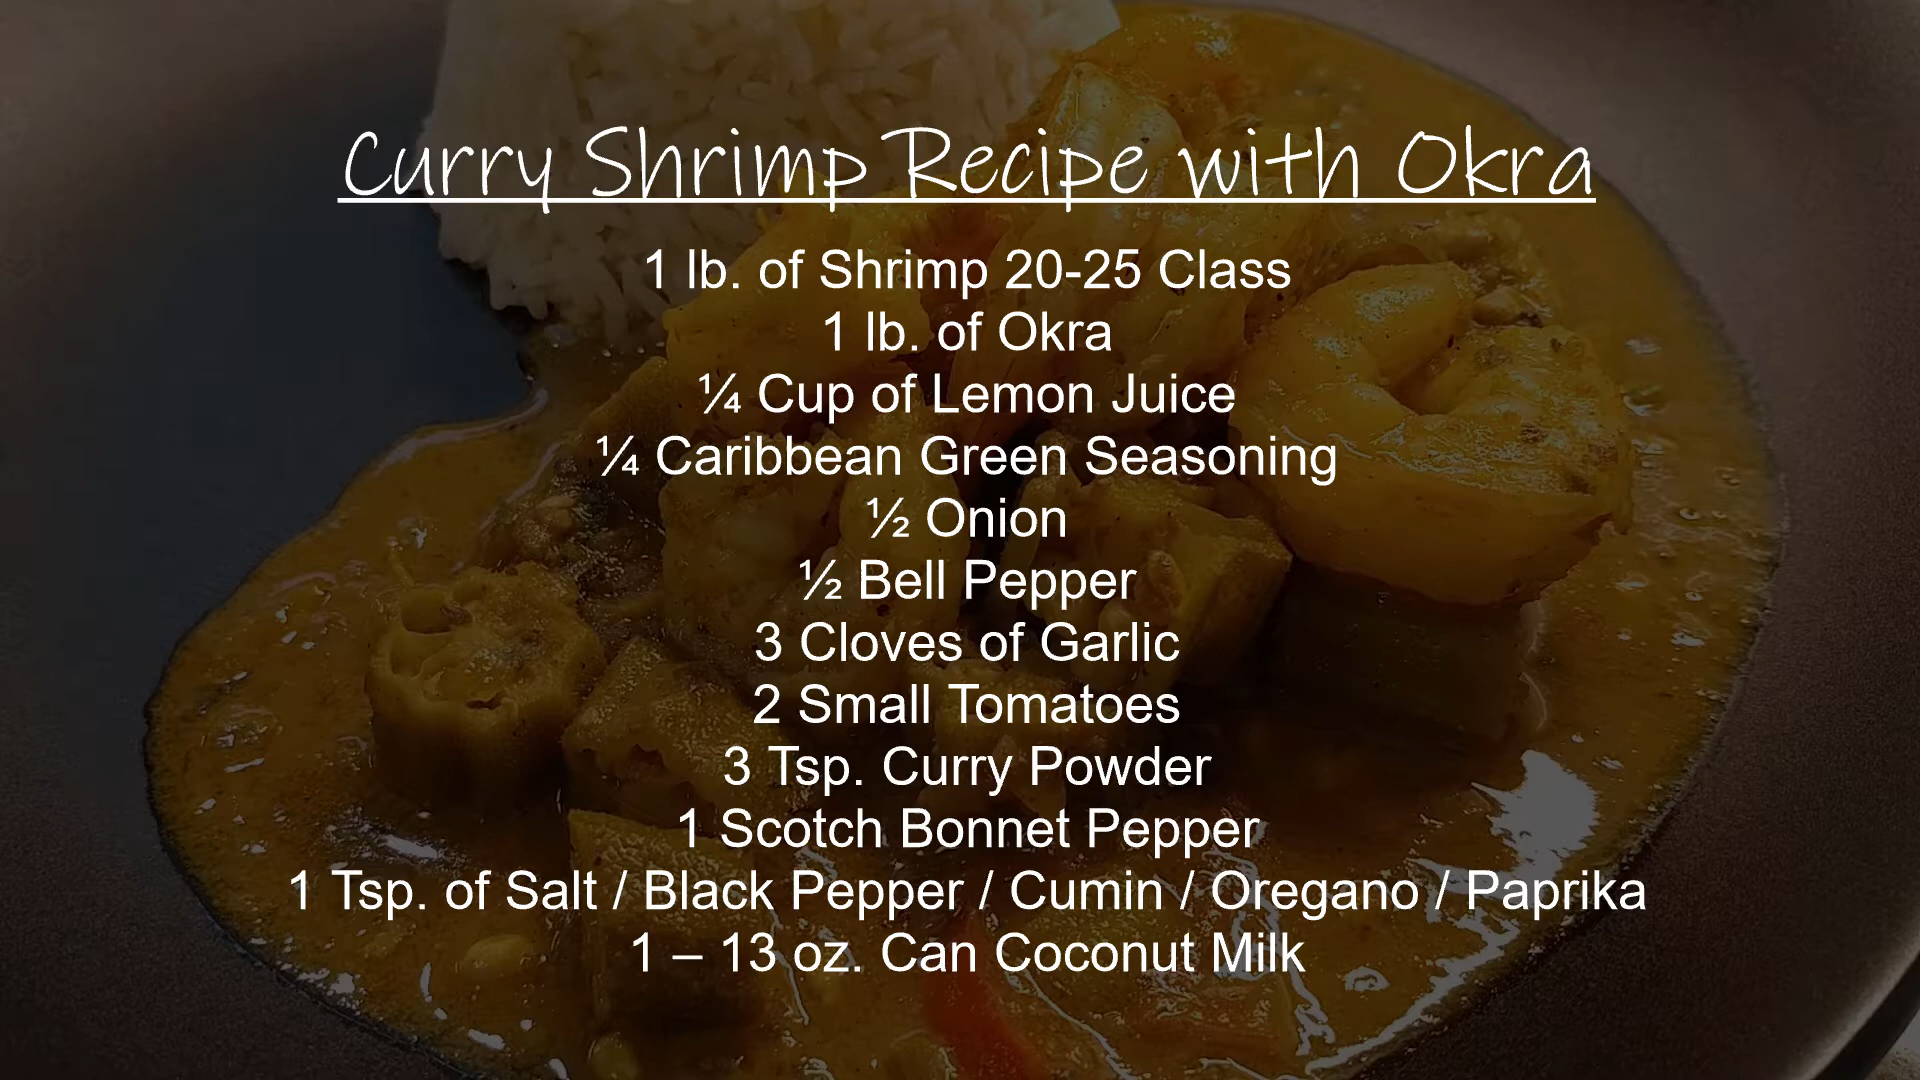 Curry Shrimp Recipe with Okra
1 lb. of Shrimp 20-25 Class
1 lb. of Okra
¼ Cup of Lemon Juice
¼ Caribbean Green Seasoning
½ Onion
½ Bell Pepper
3 Cloves of Garlic
2 Small Tomatoes
3 Tsp. Curry Powder
1 Scotch Bonnet Pepper
1 Tsp. of Salt / Black Pepper / Cumin / Oregano / Paprika
1 – 13 oz. Can Coconut Milk